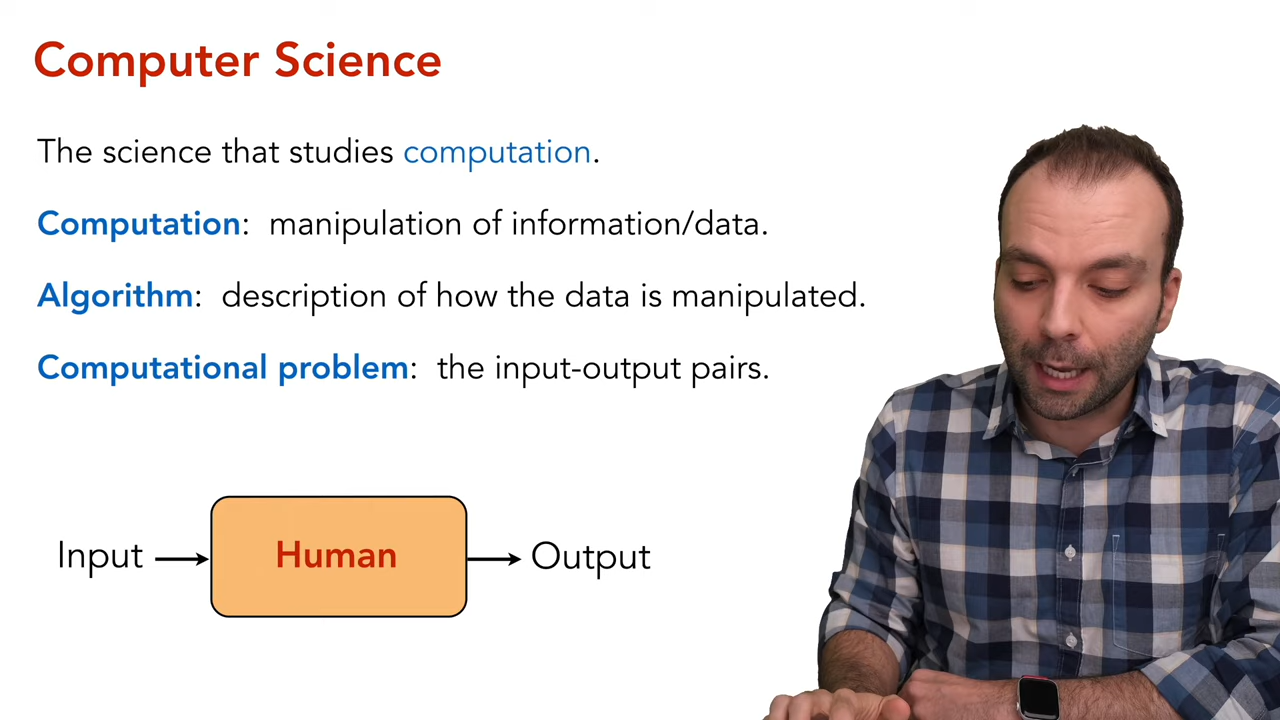 Computer Science
The science that studies computation.
Computation: manipulation of information/data.
Algorithm: description of how the data is manipulated.
Computational problem: the input-output pairs.
Input
Human
Output